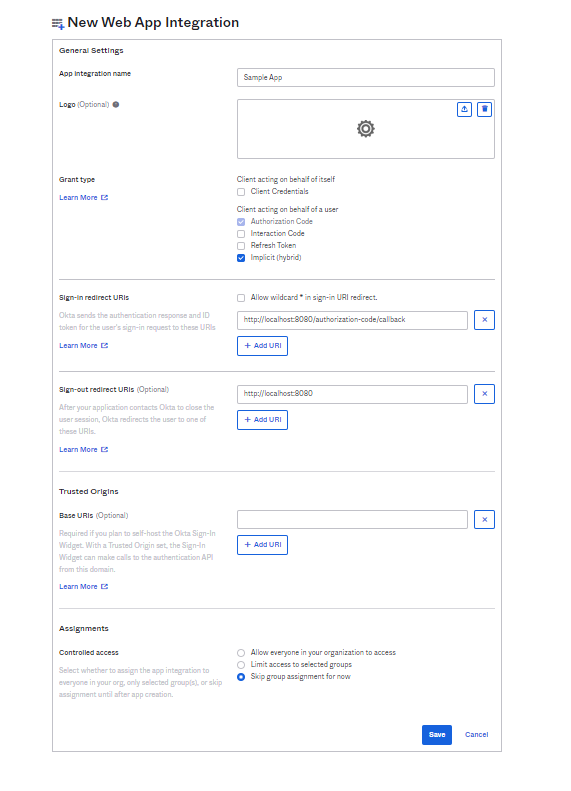 New Web App Integration
General Settings
App integration name
Sample App
Logo (Optional)
Grant type
Learn More
Client acting on behalf of itself
Client Credentials
Client acting on behalf of a user
Authorization Code
Interaction Code
Refresh Token
Implicit (hybrid)
Sign-in redirect URIs
Okta sends the authentication response and ID
token for the user's sign-in request to these URIs
Learn More
Allow wildcard * in sign-in URI redirect.
http://localhost:8080/authorization-code/callback
+ Add URI
Sign-out redirect URIs (Optional)
After your application contacts Okta to close the
user session, Okta redirects the user to one of
these URIs.
Learn More
http://localhost:8080
+ Add URI
Trusted Origins
Base URIs (Optional)
Required if you plan to self-host the Okta Sign-In
Widget. With a Trusted Origin set, the Sign-In
Widget can make calls to the authentication API
from this domain.
Learn More
+ Add URI
Assignments
Controlled access
Select whether to assign the app integration to
everyone in your org, only selected group(s), or skip
assignment until after app creation.
Allow everyone in your organization to access
Limit access to selected groups
Skip group assignment for now
Save
Cancel